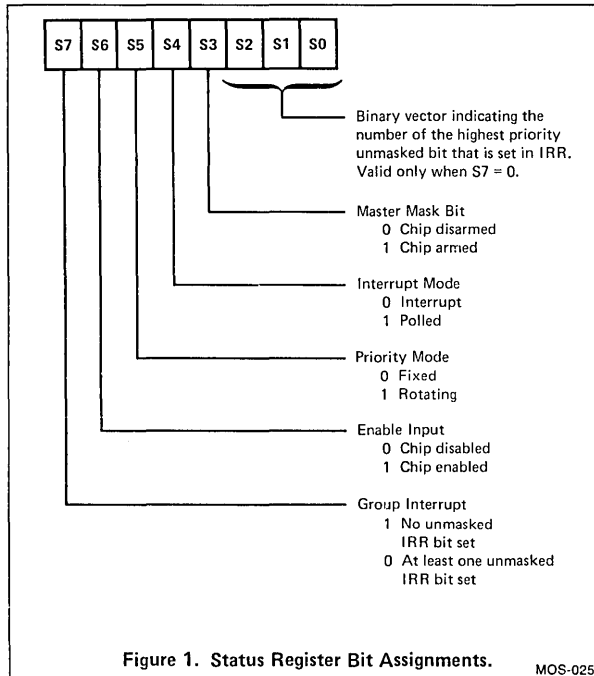 S7 S6 S5 S4 S3 S2 S1 S0
Binary vector indicating the
number of the highest priority
unmasked bit that is set in IRR.
Valid only when S7 = 0.
Master Mask Bit
0 Chip disarmed
1 Chip armed
Interrupt Mode
0 Interrupt
1 Polled
Priority Mode
0 Fixed
1 Rotating
Enable Input
0 Chip disabled
1 Chip enabled
Group Interrupt
1 No unmasked
IRR bit set
0 At least one unmasked
IRR bit set
Figure 1. Status Register Bit Assignments.
MOS-025